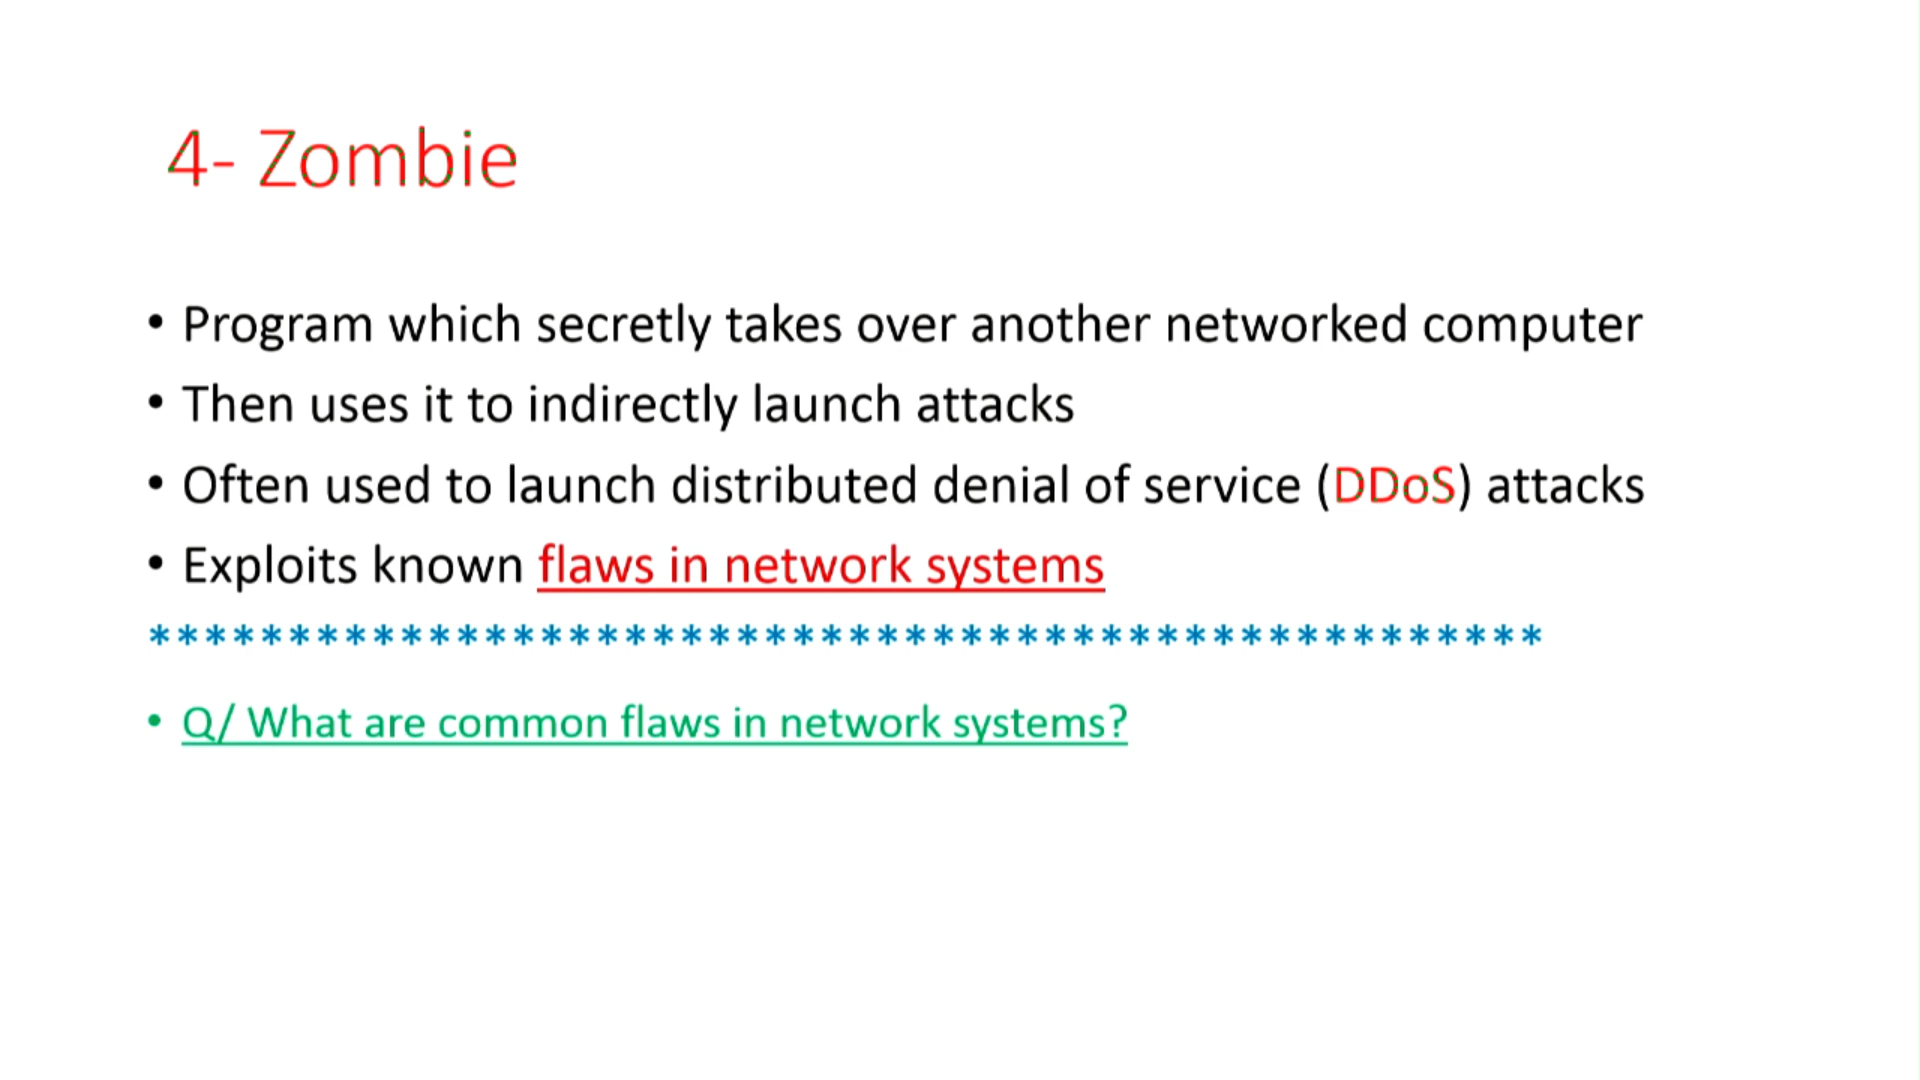 4- Zombie
• Program which secretly takes over another networked computer
• Then uses it to indirectly launch attacks
• Often used to launch distributed denial of service (DDoS) attacks
• Exploits known flaws in network systems
**************************************************
• Q/ What are common flaws in network systems?